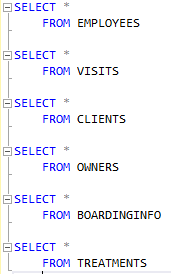 SELECT *
FROM EMPLOYEES
SELECT *
FROM VISITS
SELECT *
FROM CLIENTS
SELECT *
FROM OWNERS
SELECT *
FROM BOARDINGINFO
SELECT *
FROM TREATMENTS